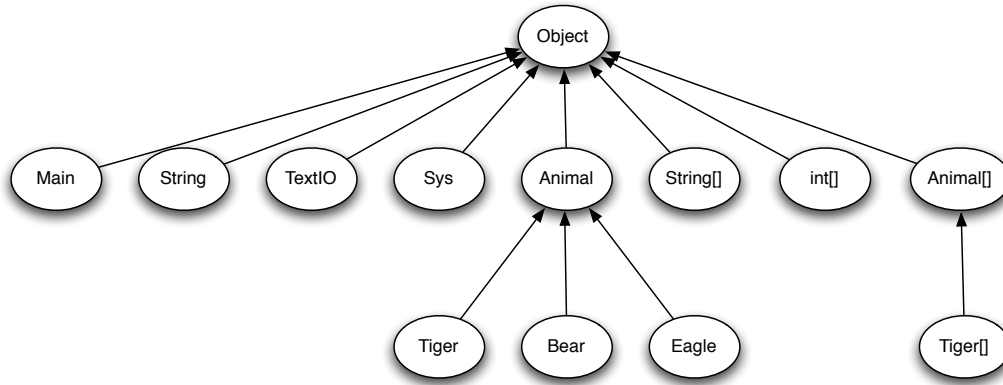 Object
Main
String
TextIO
Sys
Animal
String[]
int[]
Animal[]
Tiger
Bear
Eagle
Tiger[]